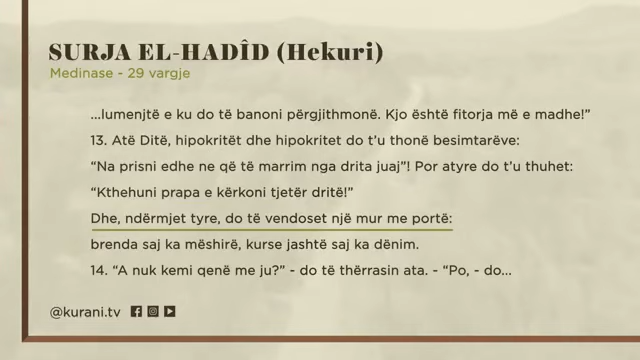 SURJA EL-HADÎD (Hekuri)
Medinase - 29 vargje
...lumenjtë e ku do të banoni përgjithmonë. Kjo është fitorja më e madhe!”
13. Atë Ditë, hipokritët dhe hipokritet do t’u thonë besimtarëve:
“Na prisni edhe ne që të marrim nga drita juaj”! Por atyre do t’u thuhet:
“Kthehuni prapa e kërkoni tjetër dritë!”
Dhe, ndërmjet tyre, do të vendoset një mur me portë:
brenda saj ka mëshirë, kurse jashtë saj ka dënim.
14. “A nuk kemi qenë me ju?” - do të thërrasin ata. - “Po, - do...
@kurani.tv